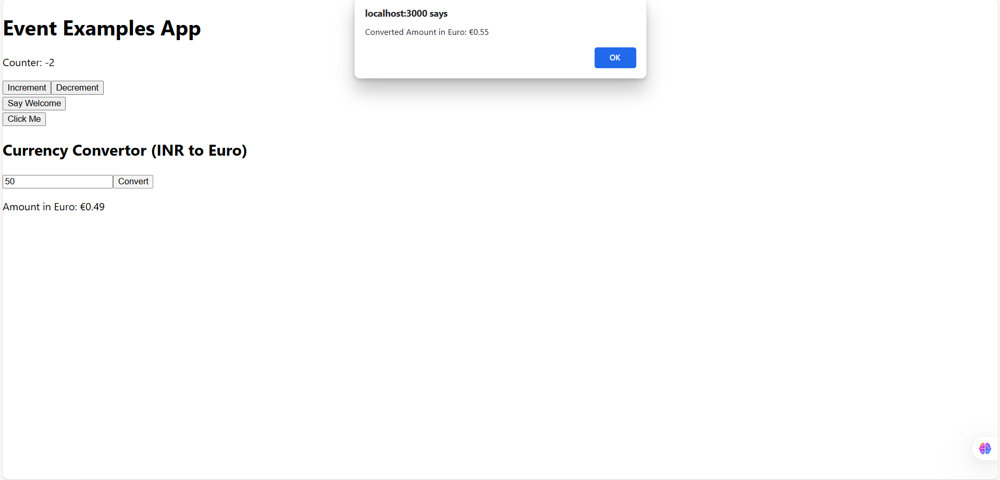 localhost:3000 says
Converted Amount in Euro: €0.55
OK
Event Examples App
Counter: -2
Increment Decrement
Say Welcome
Click Me
Currency Convertor (INR to Euro)
50 Convert
Amount in Euro: €0.49